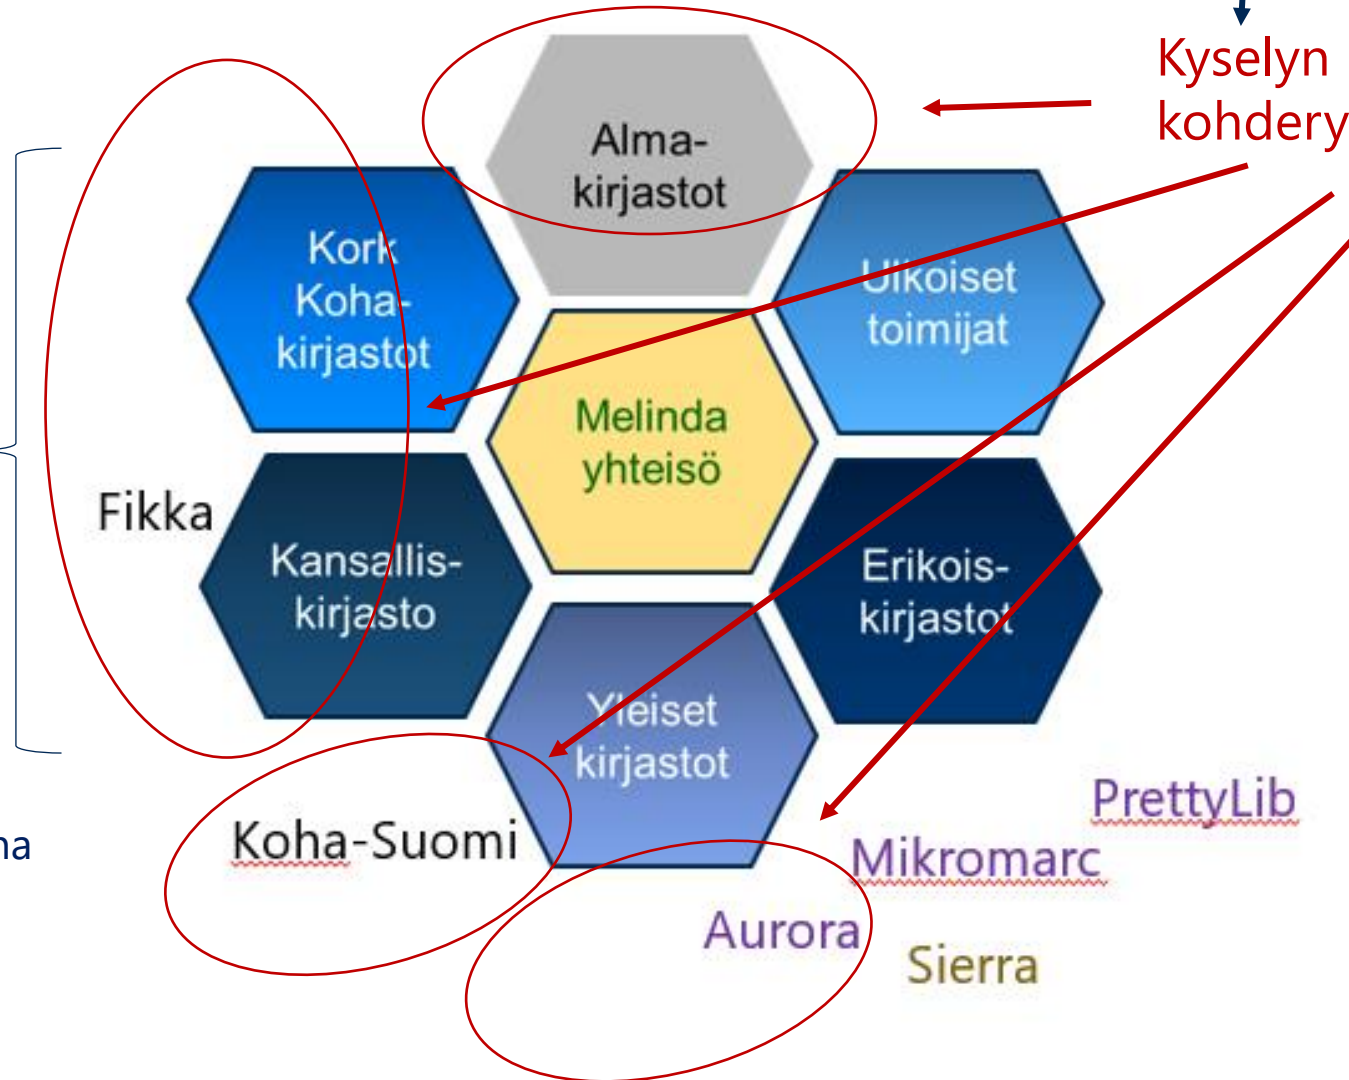 Kyselyn
kohdery
Alma-
kirjastot
Kork
Koha-
kirjastot
Ulkoiset
toimijat
Melinda
yhteisö
Fikka
Kansallis-
kirjasto
Erikois-
kirjastot
Yleiset
kirjastot
PrettyLib
Koha-Suomi
na
Mikromarc
Aurora
Sierra